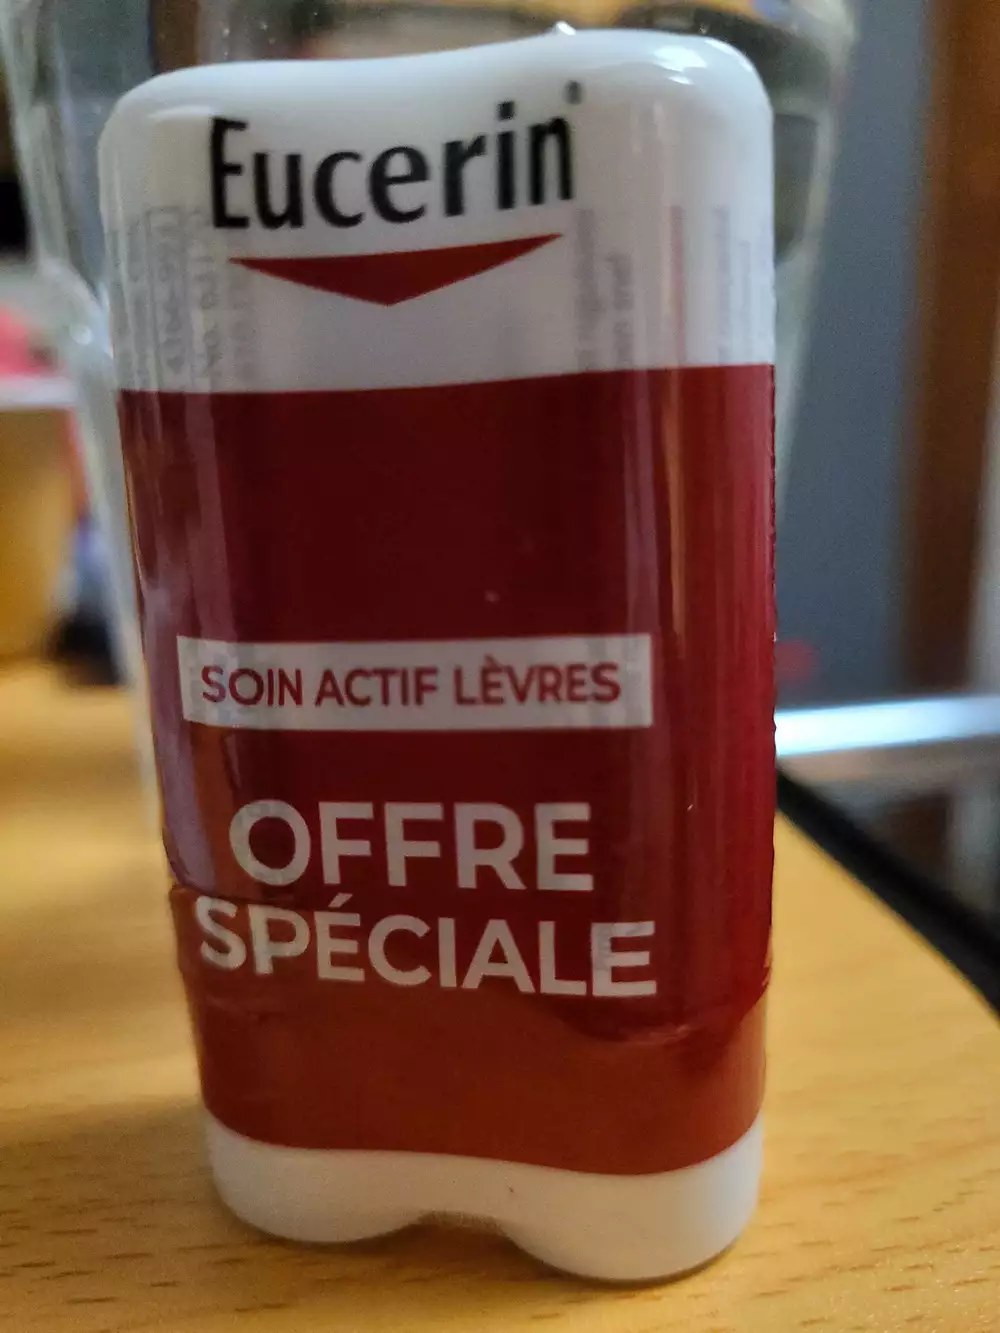 Eucerin®
SOIN ACTIF LÈVRES
OFFRE
SPÉCIALE